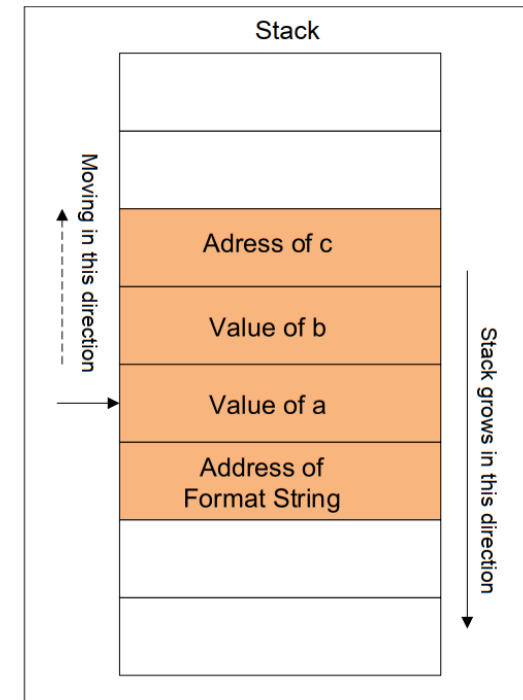 Stack
Moving in this direction
Adress of c
Value of b
Value of a
Address of
Format String
Stack grows in this direction